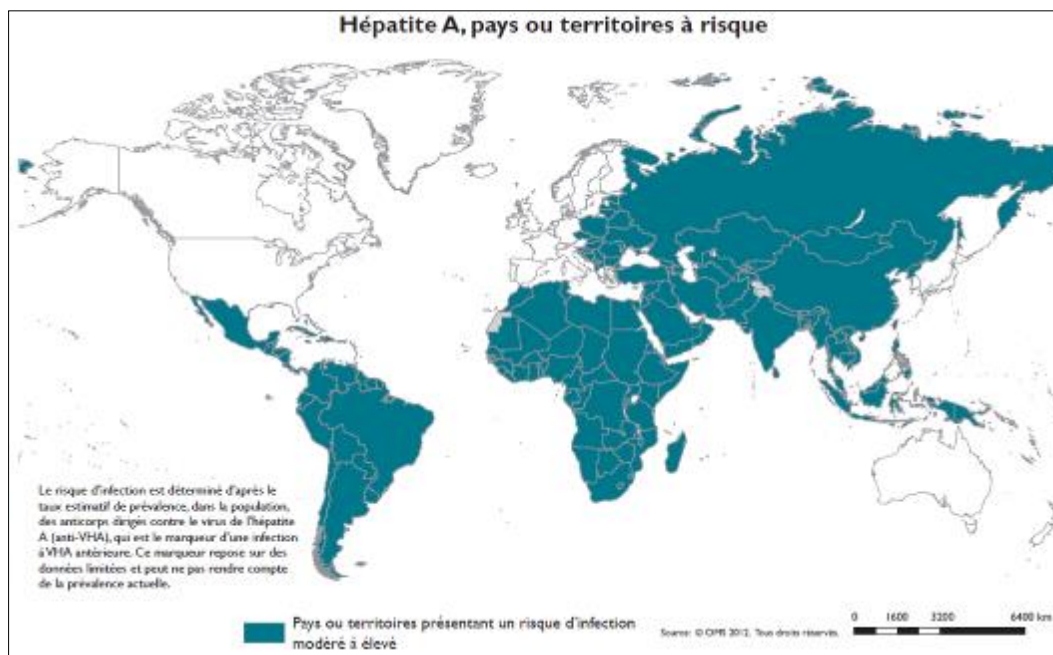 Hépatite A, pays ou territoires à risque
Le risque d'infection est déterminé d'après le
taux estimatif de prévalence, dans la population,
des anticorps dirigés contre le virus de l'hépatite
A (anti-VHA), qui est le marqueur d'une infection
à VHA antérieure. Ce marqueur repose sur des
données limitées et peut ne pas rendre compte
de la prévalence actuelle.
Pays ou territoires présentant un risque d'infection
modéré à élevé
Source: © OMS 2012. Tous droits réservés.
0 1600 3200 6400 km